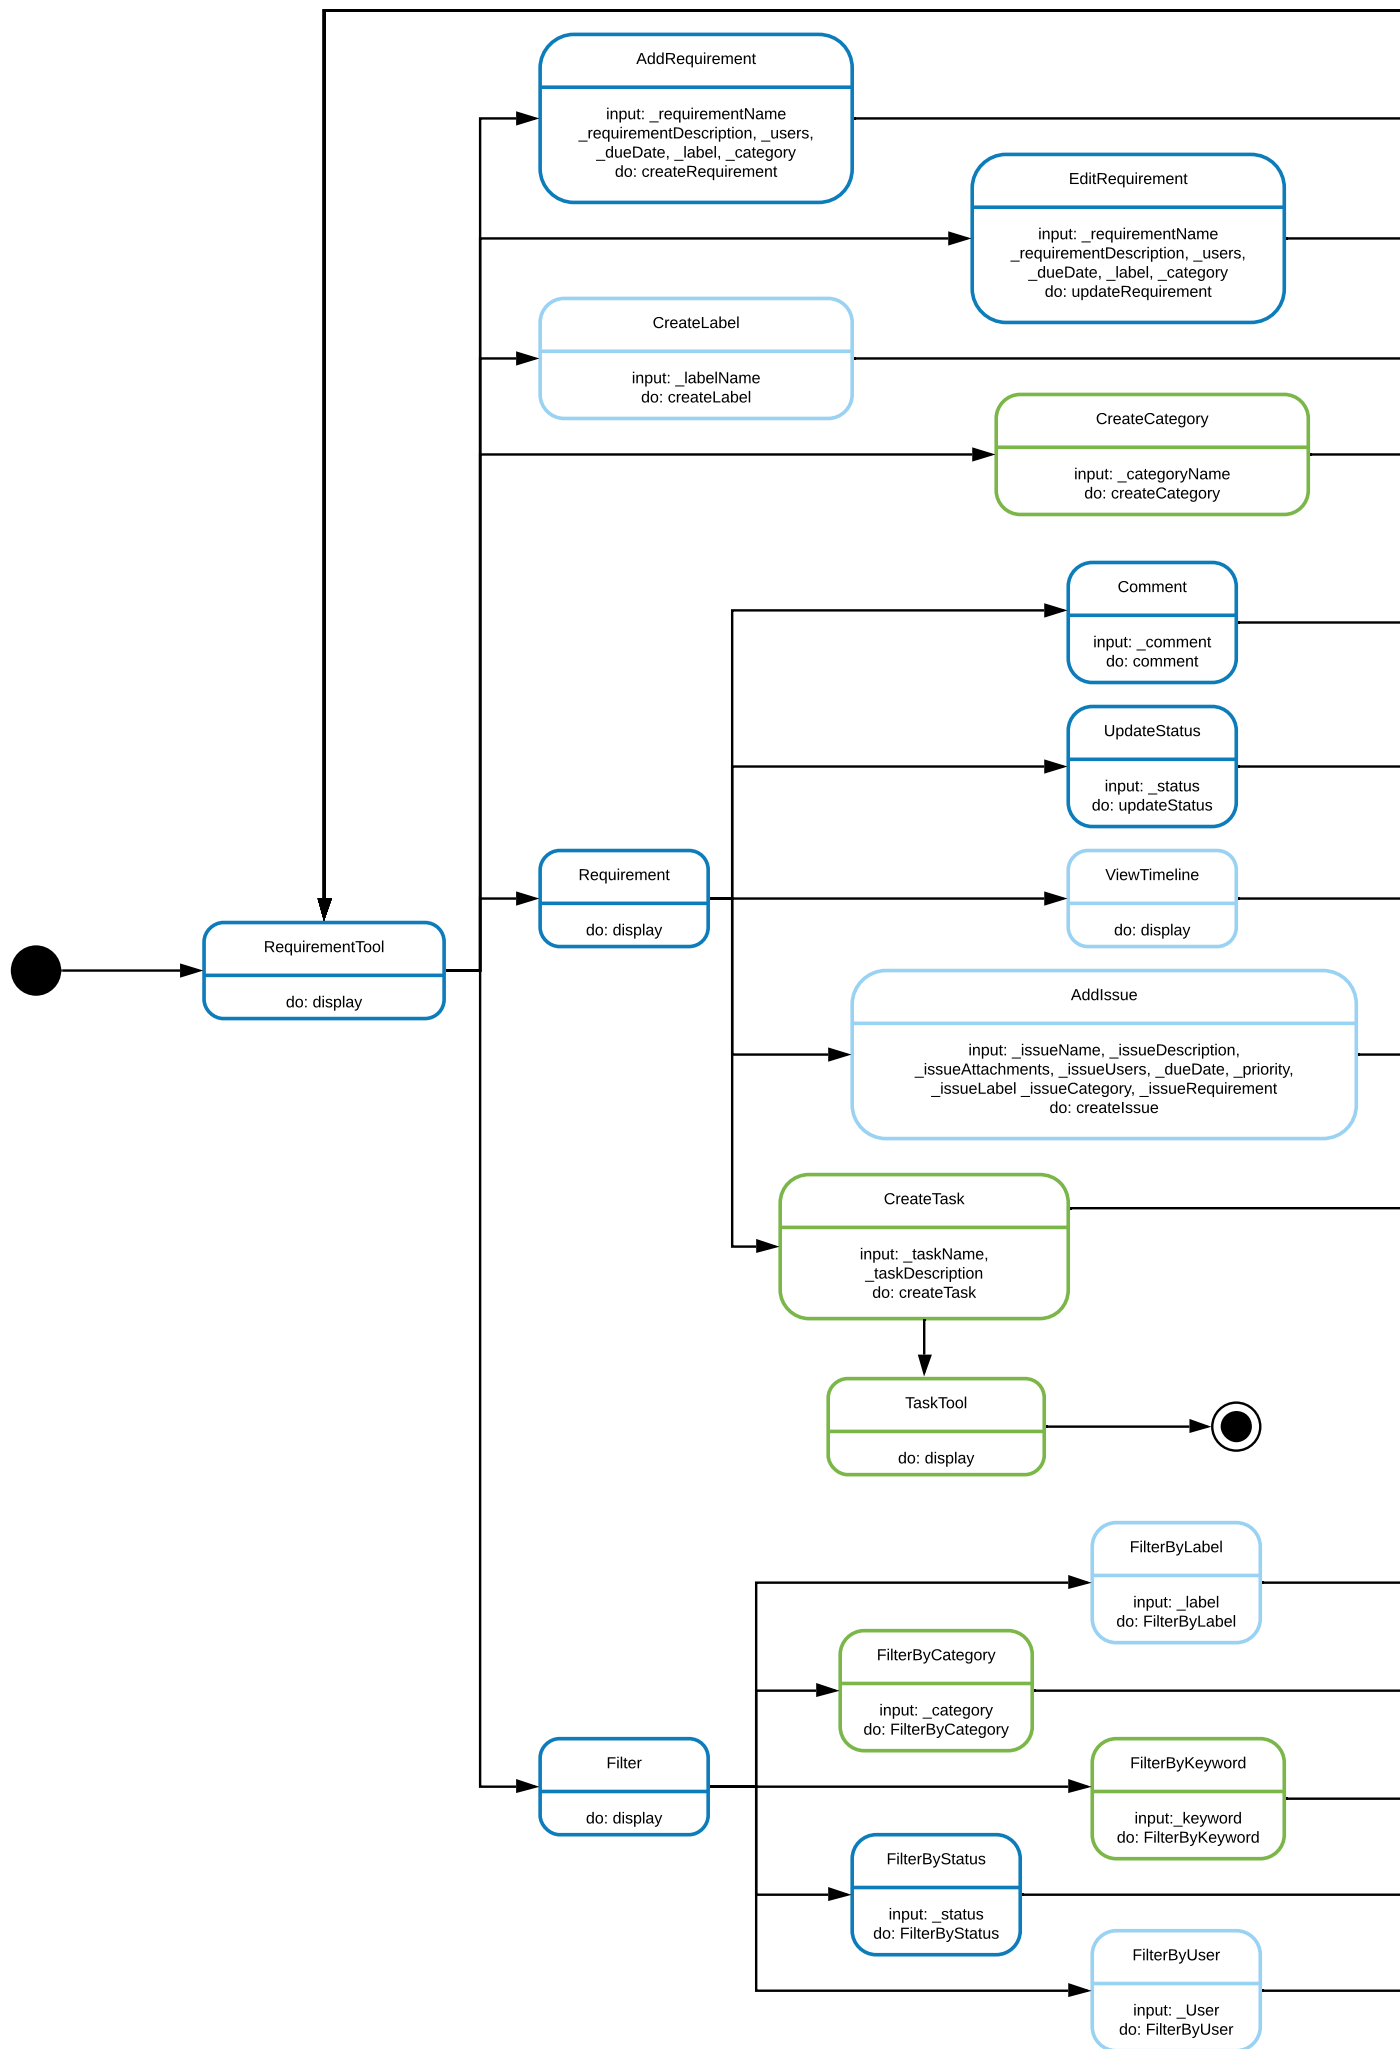 AddRequirement
input: _requirementName
_requirementDescription, _users,
_dueDate, _label, _category
do: createRequirement
EditRequirement
input: _requirementName
_requirementDescription, _users,
_dueDate, _label, _category
do: updateRequirement
CreateLabel
input: _labelName
do: createLabel
CreateCategory
input: _categoryName
do: createCategory
Comment
input: _comment
do: comment
UpdateStatus
input: _status
do: updateStatus
Requirement
do: display
ViewTimeline
do: display
RequirementTool
do: display
AddIssue
input: _issueName, _issueDescription,
_issueAttachments, _issueUsers, _dueDate, _priority,
_issueLabel _issueCategory, _issueRequirement
do: createIssue
CreateTask
input: _taskName,
_taskDescription
do: createTask
TaskTool
do: display
FilterByLabel
input: _label
do: FilterByLabel
FilterByCategory
input: _category
do: FilterByCategory
Filter
do: display
FilterByKeyword
input:_keyword
do: FilterByKeyword
FilterByStatus
input: _status
do: FilterByStatus
FilterByUser
input: _User
do: FilterByUser